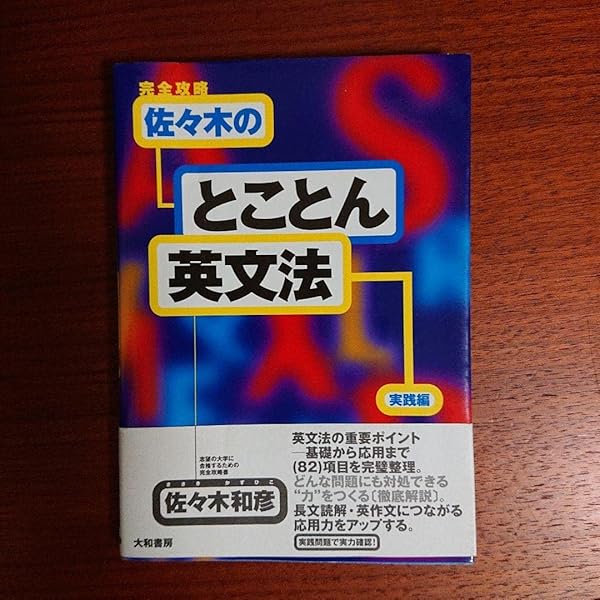 完全攻略
佐々木の
とことん
英文法
実践編
志望の大学に
合格するための
完全攻略書
ささき かずひこ
佐々木和彦
大和書房
英文法の重要ポイント
─基礎から応用まで
(82)項目を完璧整理。
どんな問題にも対処できる
“力”をつくる〔徹底解説〕。
長文読解・英作文につながる
応用力をアップする。
実践問題で実力確認!